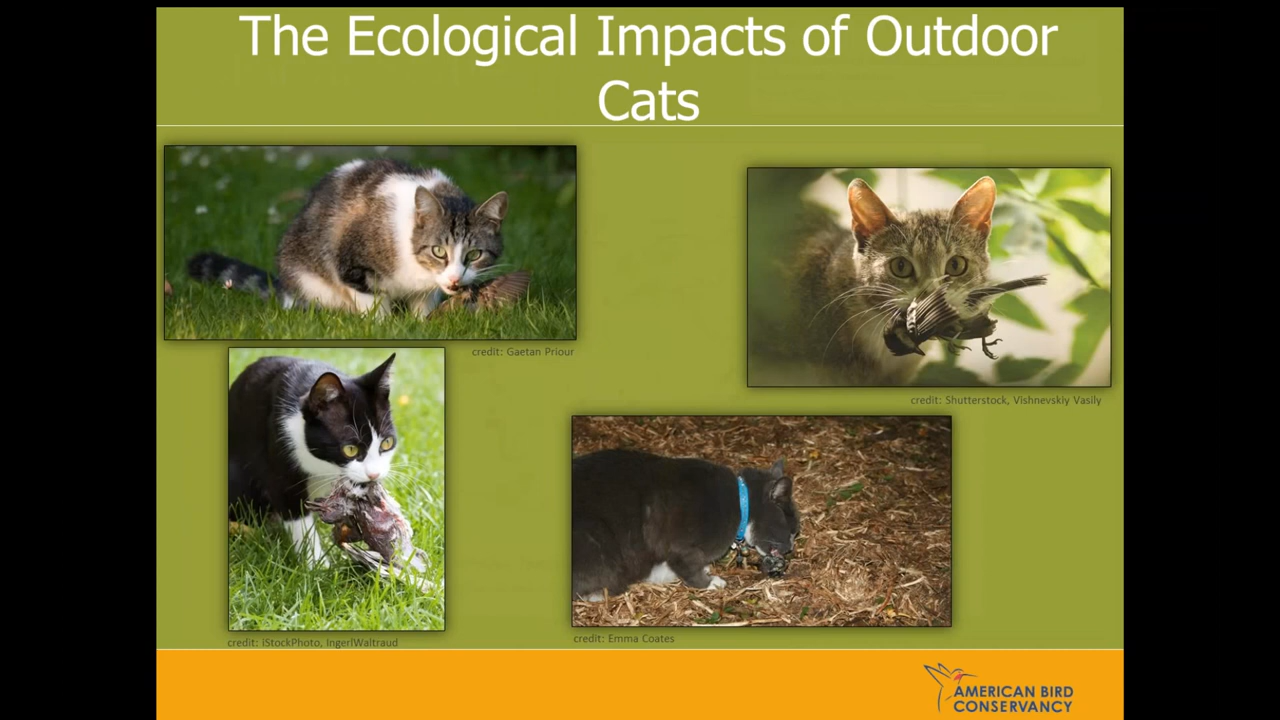 The Ecological Impacts of Outdoor
Cats
credit: Gaetan Priour
credit: Shutterstock, Vishnevskiy Vasily
credit: iStockPhoto, IngerlWaltraud
credit: Emma Coates
AMERICAN BIRD
CONSERVANCY